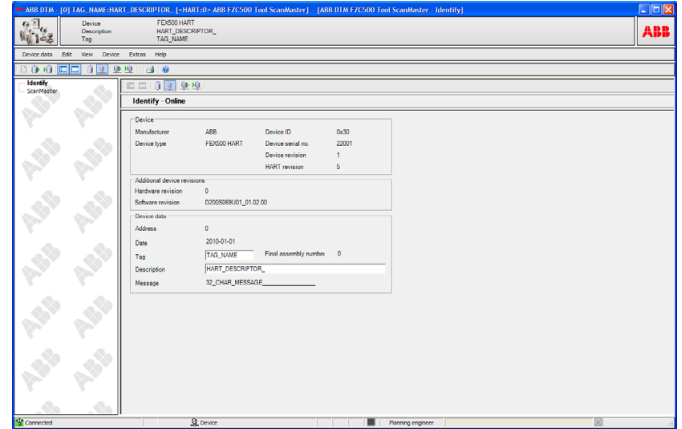 ABB DTM - [0] TAG_NAME:HART_DESCRIPTOR_ [<HART:0> ABB FZC500 Tool ScanMaster] - [ABB DTM FZC500 Tool ScanMaster - Identify]
Device FEX500 HART
Description HART_DESCRIPTOR_
Tag TAG_NAME
ABB
Device data Edit View Device Extras Help
Identify
ScanMaster
Identify - Online
Device
Manufacturer ABB Device ID 0x30
Device type FEX500 HART Device serial no. 22001
Device revision 1
HART revision 5
Additional device revisions
Hardware revision 0
Software revision D200S069U01_01.02.00
Device data
Address 0
Date 2010-01-01
Tag TAG_NAME Final assembly number 0
Description HART_DESCRIPTOR_
Message 32_CHAR_MESSAGE_________________
Connected Device Planning engineer